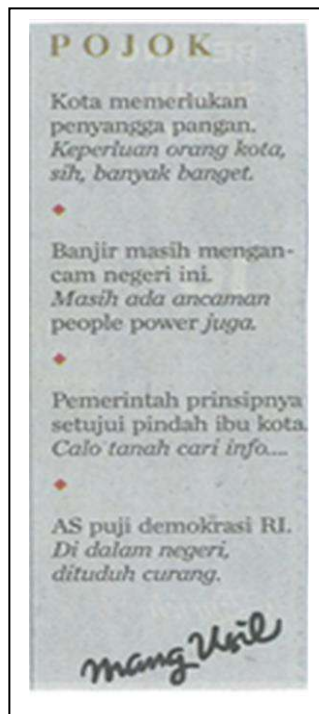 POJOK
Kota memerlukan
penyangga pangan.
Keperluan orang kota,
sih, banyak banget.
Banjir masih mengan-
cam negeri ini.
Masih ada ancaman
people power juga.
Pemerintah prinsipnya
setujui pindah ibu kota.
Calo tanah cari info....
AS puji demokrasi RI.
Di dalam negeri,
dituduh curang.
mang Usil